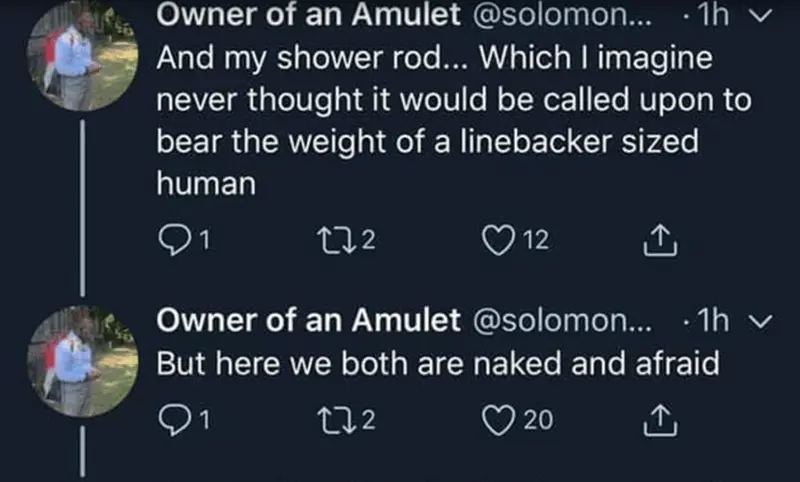 Owner of an Amulet @solomon... · 1h
And my shower rod... Which I imagine
never thought it would be called upon to
bear the weight of a linebacker sized
human
1 2 12
Owner of an Amulet @solomon... · 1h
But here we both are naked and afraid
1 2 20